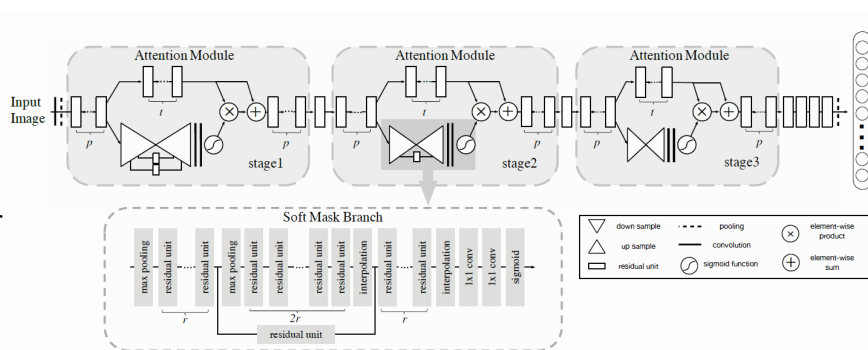 Attention Module
Attention Module
Attention Module
Input
Image
p
t
p
stage1
p
t
p
stage2
p
t
p
stage3
Soft Mask Branch
max pooling
residual unit
residual unit
max pooling
residual unit
residual unit
residual unit
residual unit
interpolation
residual unit
residual unit
interpolation
1x1 conv
1x1 conv
sigmoid
r
2r
r
residual unit
down sample
up sample
residual unit
pooling
convolution
sigmoid function
element-wise
product
element-wise
sum